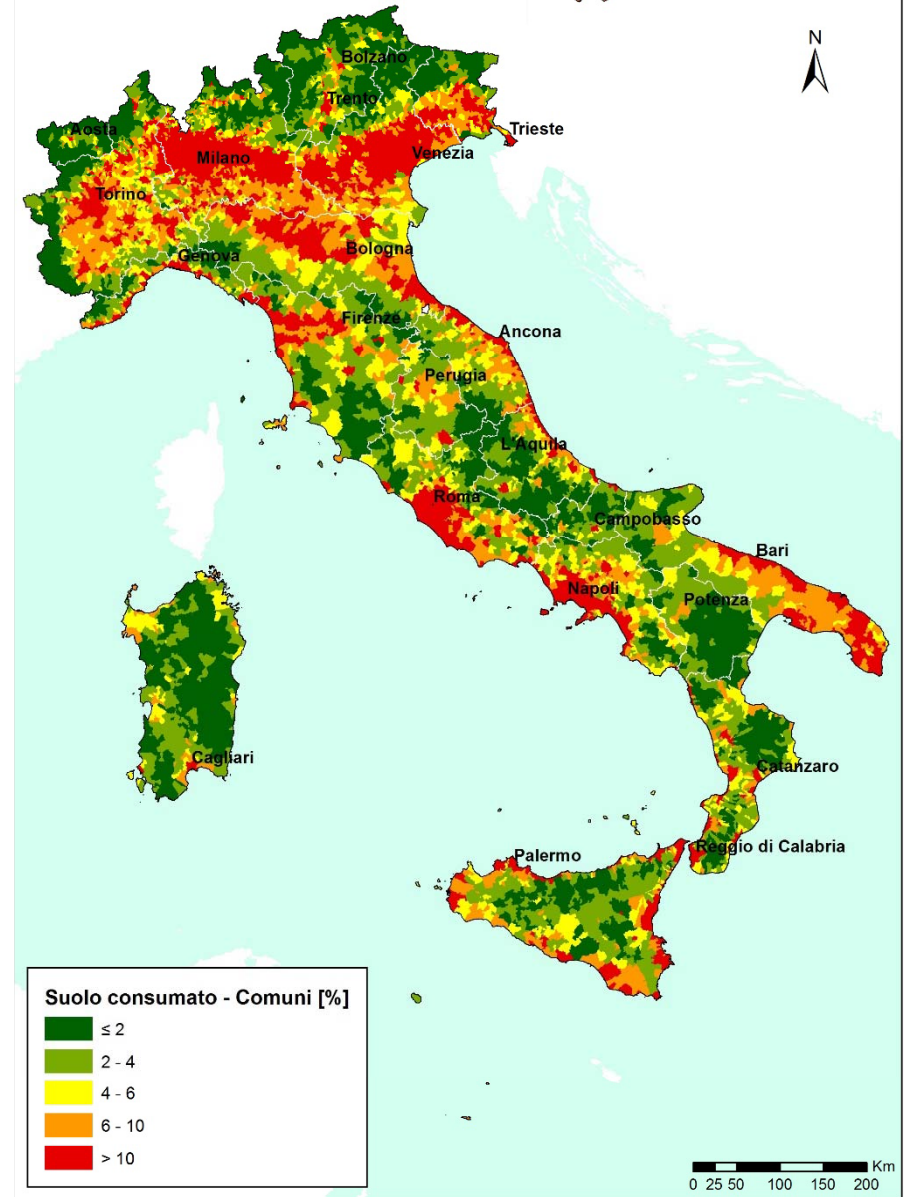 N
Bolzano
Trento
Aosta
Trieste
Milano
Venezia
Torino
Bologna
Genova
Firenze
Ancona
Perugia
L'Aquila
Roma
Campobasso
Bari
Napoli
Potenza
Cagliari
Catanzaro
Reggio di Calabria
Palermo
Suolo consumato - Comuni [%]
≤ 2
2 - 4
4 - 6
6 - 10
> 10
Km
0 25 50 100 150 200